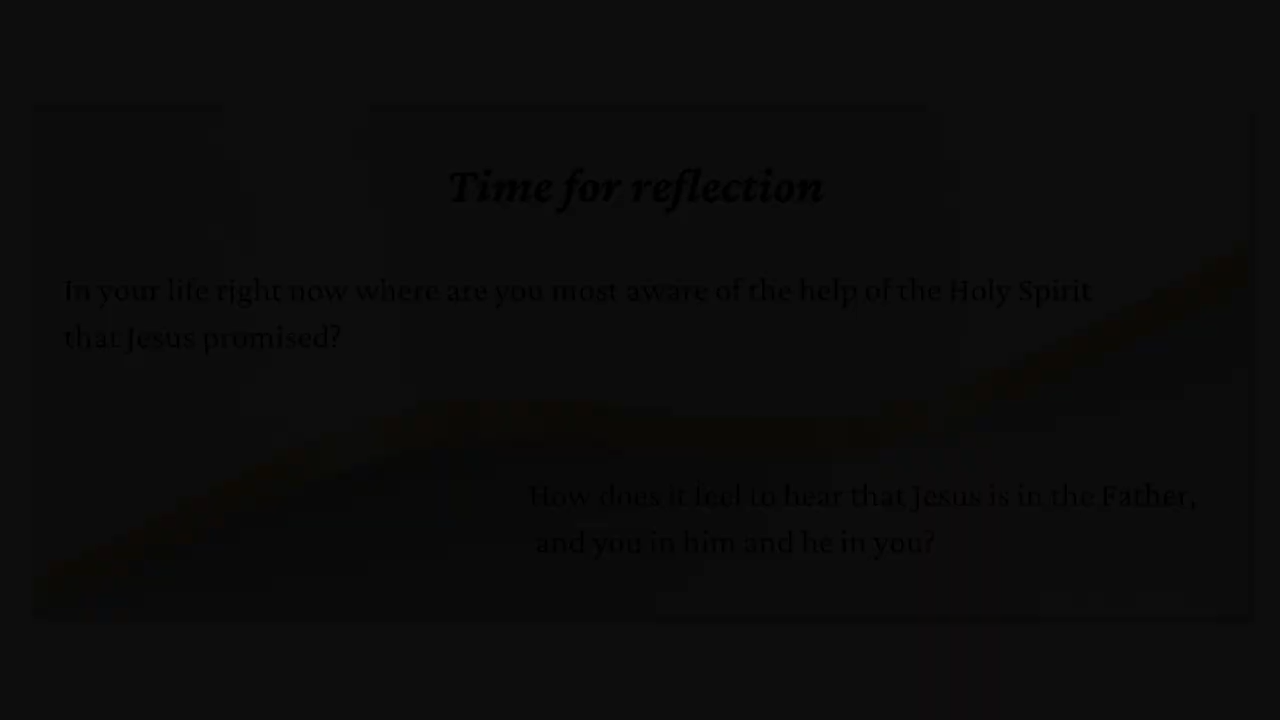 Time for reflection
In your life right now where are you most aware of the help of the Holy Spirit
that Jesus promised?
How does it feel to hear that Jesus is in the Father,
and you in him and he in you?